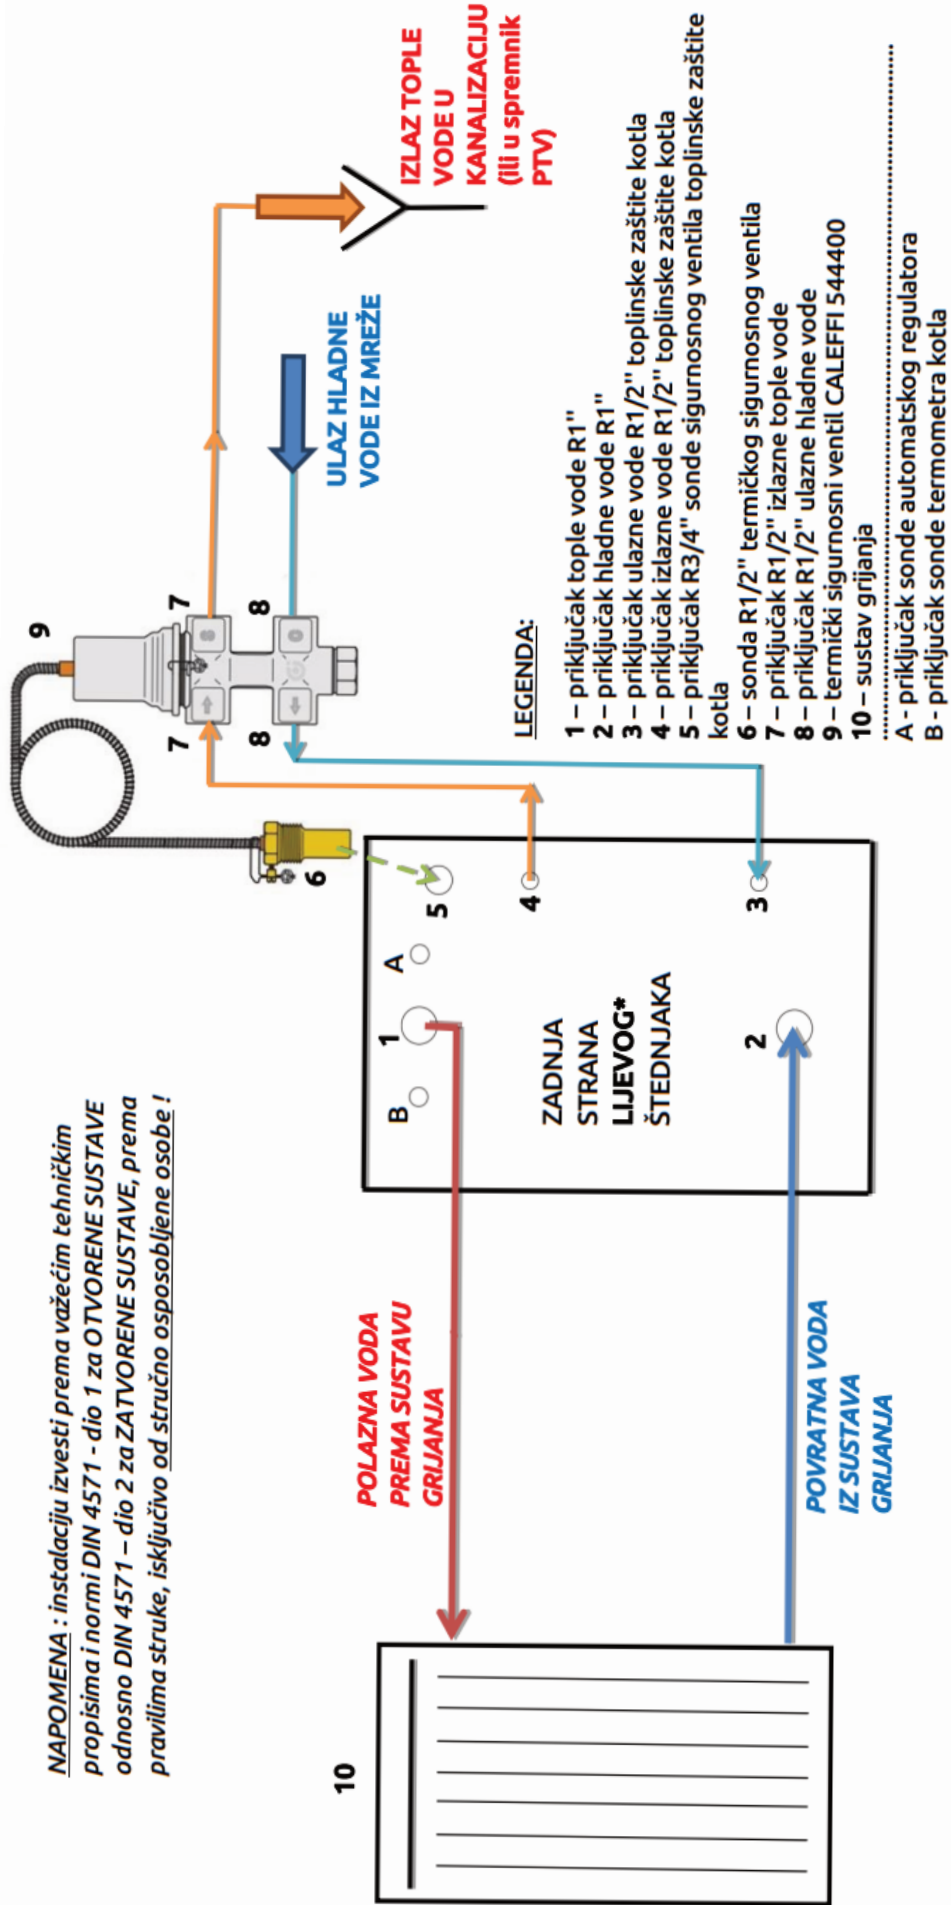 NAPOMENA : instalaciju izvesti prema važećim tehničkim
propisima i normi DIN 4571 - dio 1 za OTVORENE SUSTAVE
odnosno DIN 4571 – dio 2 za ZATVORENE SUSTAVE, prema
pravilima struke, isključivo od stručno osposobljene osobe !
9
7
7
8
8
6
IZLAZ TOPLE
VODE U
KANALIZACIJU
(ili u spremnik
PTV)
ULAZ HLADNE
VODE IZ MREŽE
10
POLAZNA VODA
PREMA SUSTAVU
GRIJANJA
POVRATNA VODA
IZ SUSTAVA
GRIJANJA
B
1
A
5
4
3
2
ZADNJA
STRANA
LIJEVOG*
ŠTEDNJAKA
LEGENDA:
1 – priključak tople vode R1"
2 – priključak hladne vode R1"
3 – priključak ulazne vode R1/2" toplinske zaštite kotla
4 – priključak izlazne vode R1/2" toplinske zaštite kotla
5 – priključak R3/4" sonde sigurnosnog ventila toplinske zaštite
kotla
6 – sonda R1/2" termičkog sigurnosnog ventila
7 – priključak R1/2" izlazne tople vode
8 – priključak R1/2" ulazne hladne vode
9 – termički sigurnosni ventil CALEFFI 544400
10 – sustav grijanja
A - priključak sonde automatskog regulatora
B - priključak sonde termometra kotla